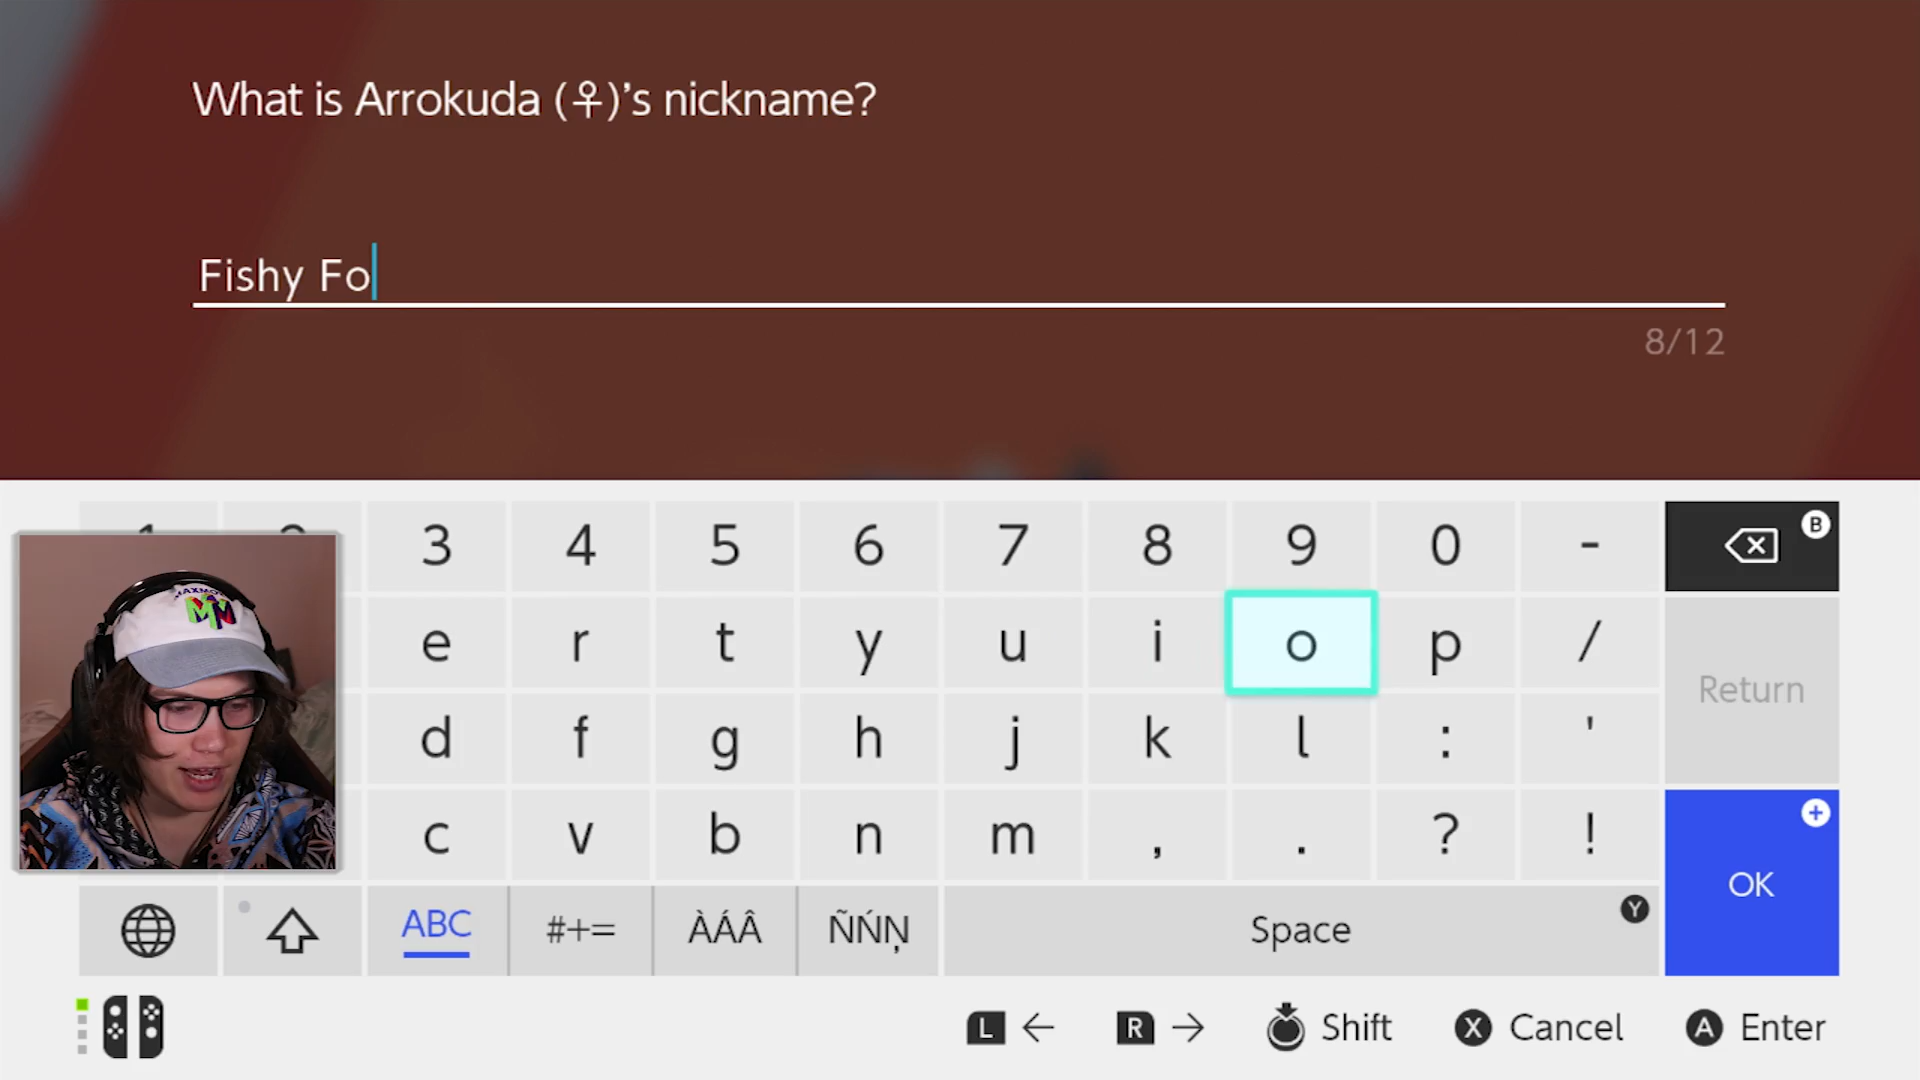 What is Arrokuda (♀)'s nickname?
Fishy Fo
8/12
3 4 5 6 7 8 9 0 - B
e r t y u i o p /
Return
d f g h j k l : '
c v b n m , . ? ! +
OK
ABC #+= ÀÁÂ ÑŃŅ Space Y
L ← R → Shift X Cancel A Enter